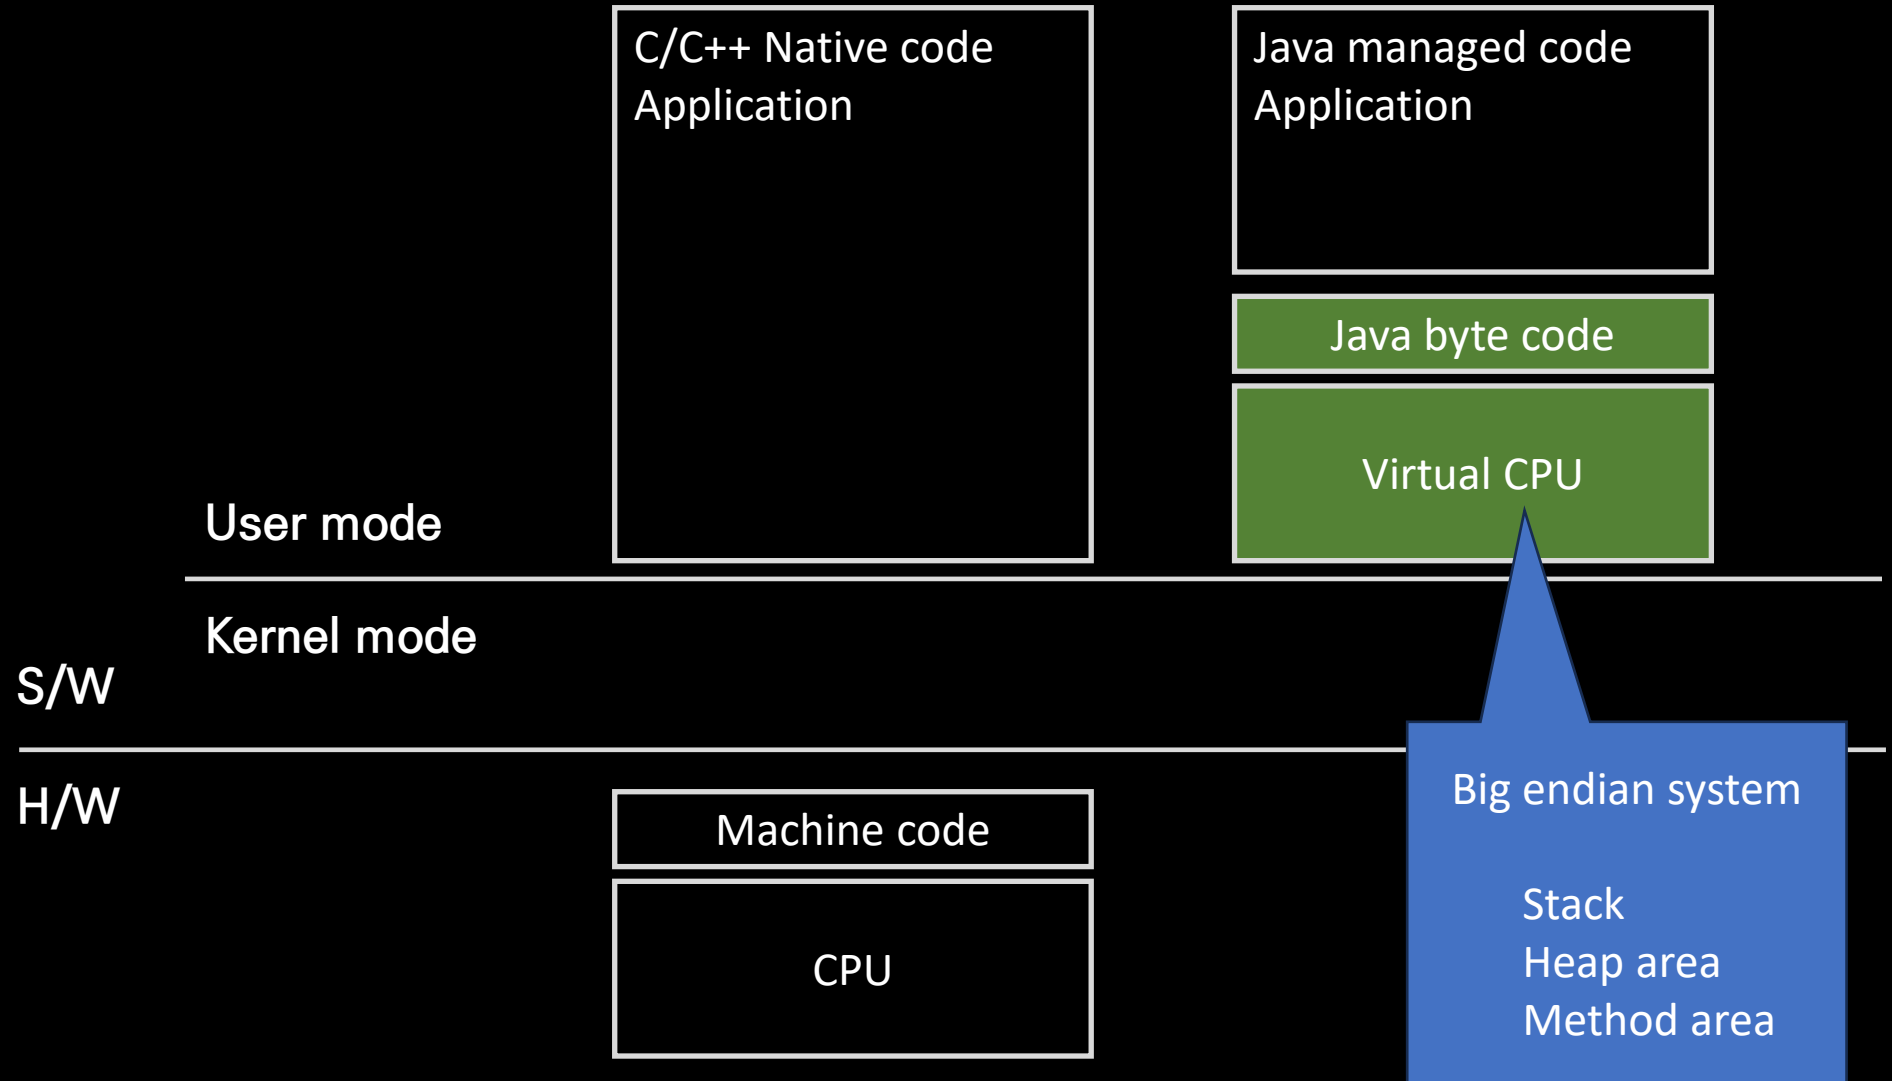 C/C++ Native code
Application
Java managed code
Application
Java byte code
Virtual CPU
User mode
Kernel mode
S/W
H/W
Machine code
CPU
Big endian system
Stack
Heap area
Method area